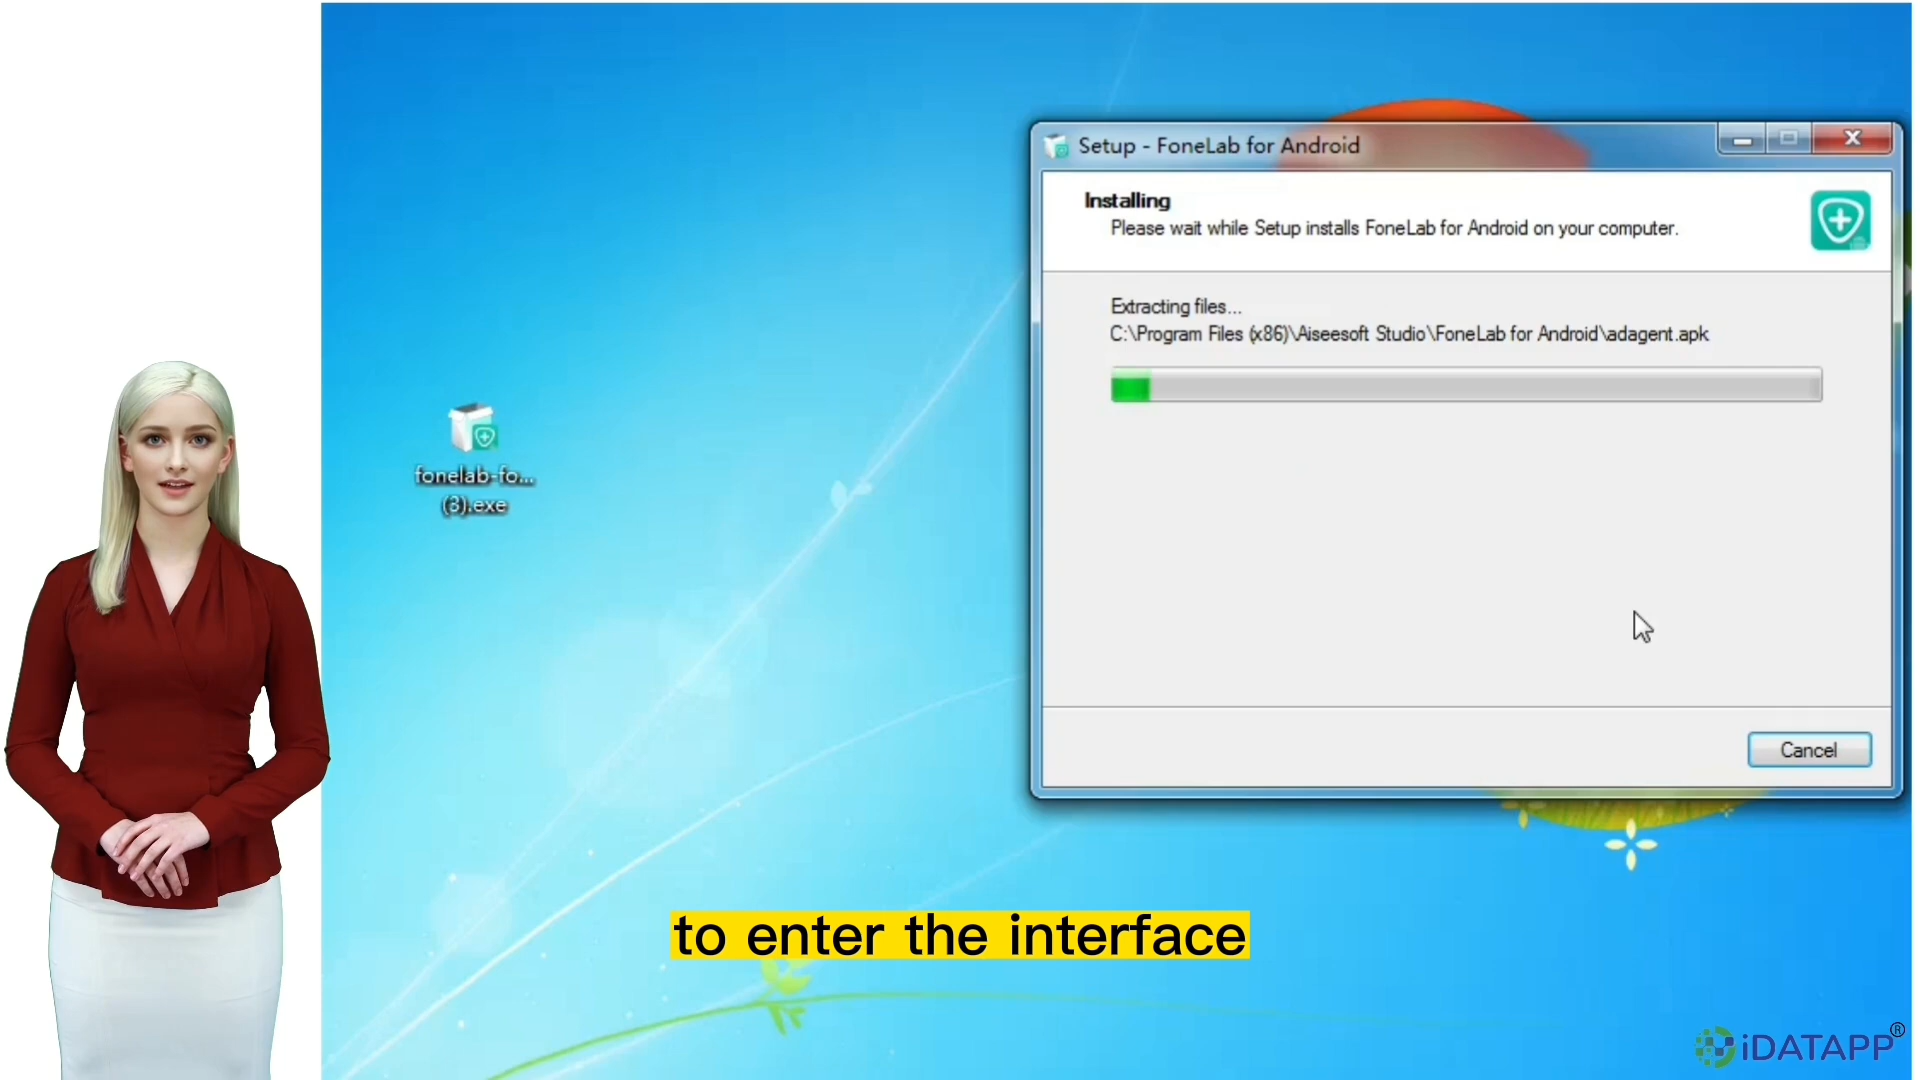 Setup - FoneLab for Android
Installing
Please wait while Setup installs FoneLab for Android on your computer.
Extracting files...
C:\Program Files (x86)\Aiseesoft Studio\FoneLab for Android\adagent.apk
fonelab-fo...
(3).exe
Cancel
to enter the interface
iDATAPP®